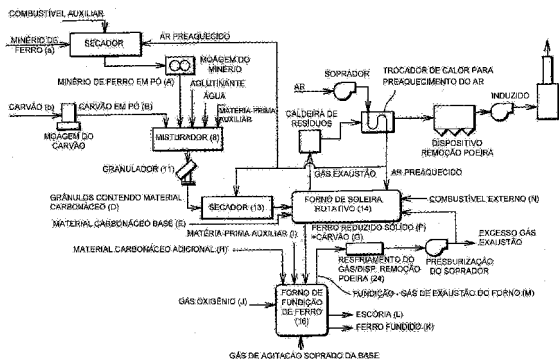 COMBUSTÍVEL AUXILIAR
MINÉRIO DE
FERRO (a)
SECADOR
AR PREAQUECIDO
MOAGEM DO
MINÉRIO
MINÉRIO DE FERRO EM PÓ (A)
AGLUTINANTE
ÁGUA
MATÉRIA-PRIMA
AUXILIAR
CARVÃO (b)
CARVÃO EM PÓ (B)
MOAGEM DO
CARVÃO
MISTURADOR (8)
GRANULADOR (11)
SOPRADOR
AR
TROCADOR DE CALOR PARA
PREAQUECIMENTO DO AR
INDUZIDO
CALDEIRA DE
RESÍDUOS
DISPOSITIVO
REMOÇÃO POEIRA
GÁS EXAUSTÃO
AR PREAQUECIDO
GRÂNULOS CONTENDO MATERIAL
CARBONÁCEO (D)
SECADOR (13)
FORNO DE SOLEIRA
ROTATIVO (14)
COMBUSTÍVEL EXTERNO (N)
MATERIAL CARBONÁCEO BASE (E)
MATÉRIA-PRIMA AUXILIAR (I)
FERRO REDUZIDO SÓLIDO (F)
+CARVÃO (G)
EXCESSO GÁS
EXAUSTÃO
MATERIAL CARBONÁCEO ADICIONAL (H)
RESFRIAMENTO DO
GÁS/DISP. REMOÇÃO
POEIRA (24)
PRESSURIZAÇÃO
DO SOPRADOR
FUNDIÇÃO - GÁS DE EXAUSTÃO DO FORNO (M)
GÁS OXIGÊNIO (J)
FORNO DE
FUNDIÇÃO
DE FERRO
(16)
ESCÓRIA (L)
FERRO FUNDIDO (K)
GÁS DE AGITAÇÃO SOPRADO DA BASE